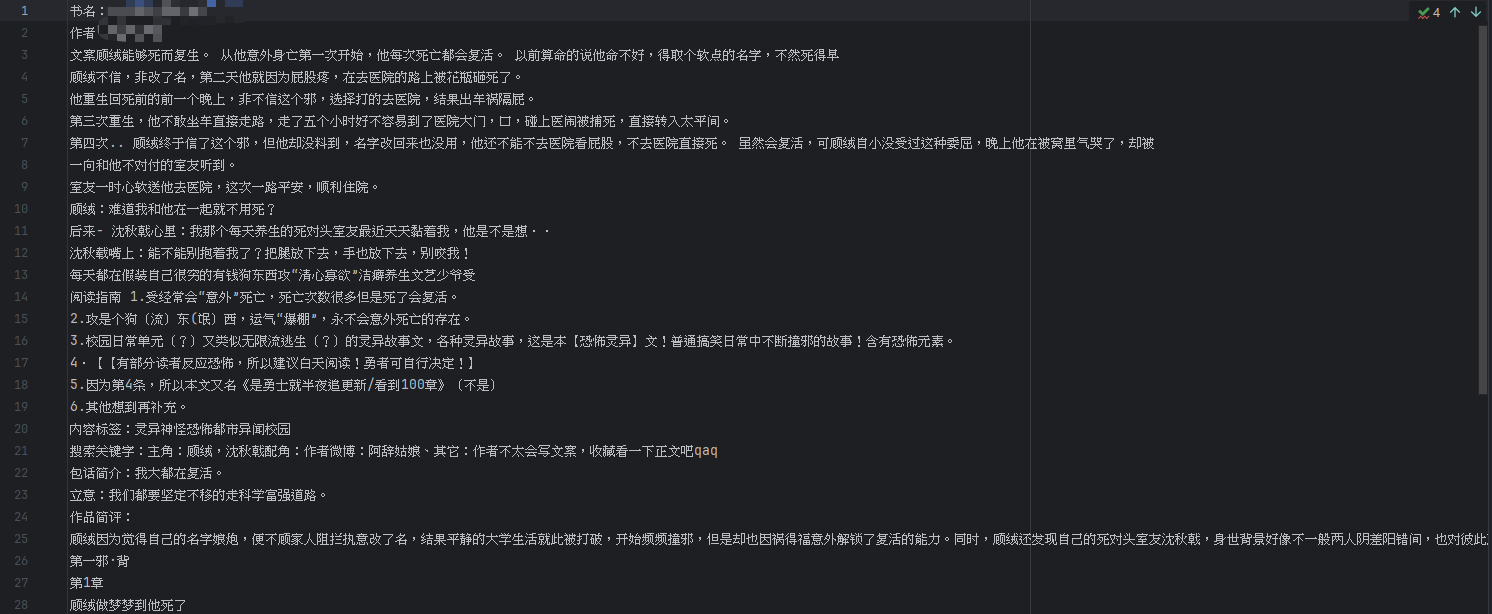 4
1 书名：
2 作者
3 文案顾绒能够死而复生。 从他意外身亡第一次开始，他每次死亡都会复活。 以前算命的说他命不好，得取个软点的名字，不然死得早
4 顾绒不信，非改了名，第二天他就因为屁股疼，在去医院的路上被花瓶砸死了。
5 他重生回死前的前一个晚上，非不信这个邪，选择打的去医院，结果出车祸隔屁。
6 第三次重生，他不敢坐车直接走路，走了五个小时好不容易到了医院大门，口，碰上医闹被捕死，直接转入太平间。
7 第四次.. 顾绒终于信了这个邪，但他却没料到，名字改回来也没用，他还不能不去医院看屁股，不去医院直接死。 虽然会复活，可顾绒自小没受过这种委屈，晚上他在被窝里气哭了，却被
8 一向和他不对付的室友听到。
9 室友一时心软送他去医院，这次一路平安，顺利住院。
10 顾绒：难道我和他在一起就不用死？
11 后来- 沈秋戟心里：我那个每天养生的死对头室友最近天天黏着我，他是不是想··
12 沈秋戟嘴上：能不能别抱着我了？把腿放下去，手也放下去，别咬我！
13 每天都在假装自己很穷的有钱狗东西攻“清心寡欲”洁癖养生文艺少爷受
14 阅读指南 1.受经常会“意外”死亡，死亡次数很多但是死了会复活。
15 2.攻是个狗〔流〕东(氓〕西，运气“爆棚”，永不会意外死亡的存在。
16 3.校园日常单元〔？〕又类似无限流逃生〔？〕的灵异故事文，各种灵异故事，这是本【恐怖灵异】文！普通搞笑日常中不断撞邪的故事！含有恐怖元素。
17 4·【【有部分读者反应恐怖，所以建议白天阅读！勇者可自行决定！】
18 5.因为第4条，所以本文又名《是勇士就半夜追更新/看到100章》〔不是〕
19 6.其他想到再补充。
20 内容标签：灵异神怪恐怖都市异闻校园
21 搜索关键字：主角：顾绒，沈秋戟配角：作者微博：阿辞姑娘、其它：作者不太会写文案，收藏看一下正文吧qaq
22 包话简介：我大都在复活。
23 立意：我们都要坚定不移的走科学富强道路。
24 作品简评：
25 顾绒因为觉得自己的名字娘炮，便不顾家人阻拦执意改了名，结果平静的大学生活就此被打破，开始频频撞邪，但是却也因祸得福意外解锁了复活的能力。同时，顾绒还发现自己的死对头室友沈秋戟，身世背景好像不一般两人阴差阳错间，也对彼此
26 第一邪·背
27 第1章
28 顾绒做梦梦到他死了